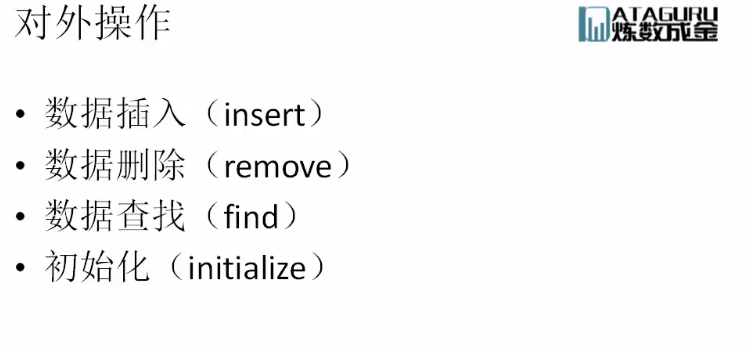 对外操作
DATAGURU
炼数成金
• 数据插入（insert）
• 数据删除（remove）
• 数据查找（find）
• 初始化（initialize）